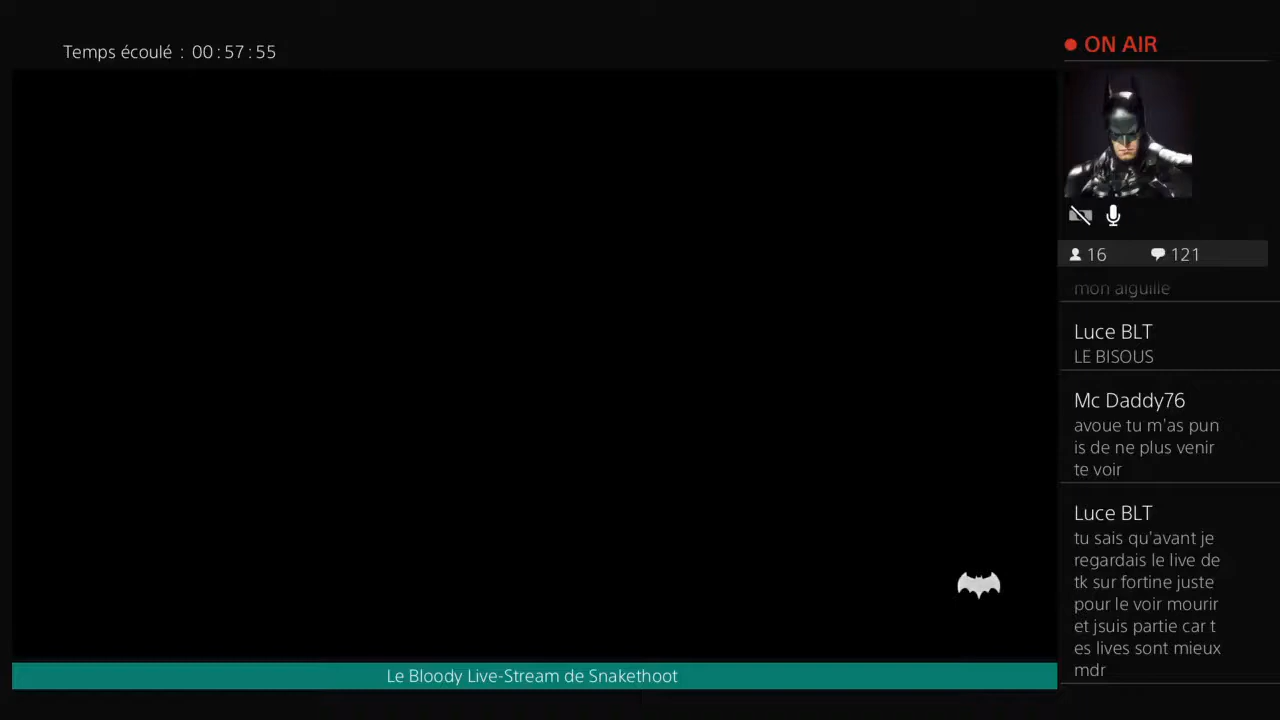 Temps écoulé : 00:57:55
ON AIR
16 121
mon aiguille
Luce BLT
LE BISOUS
Mc Daddy76
avoue tu m'as pun
is de ne plus venir
te voir
Luce BLT
tu sais qu'avant je
regardais le live de
tk sur fortine juste
pour le voir mourir
et jsuis partie car t
es lives sont mieux
mdr
Le Bloody Live-Stream de Snakethoot